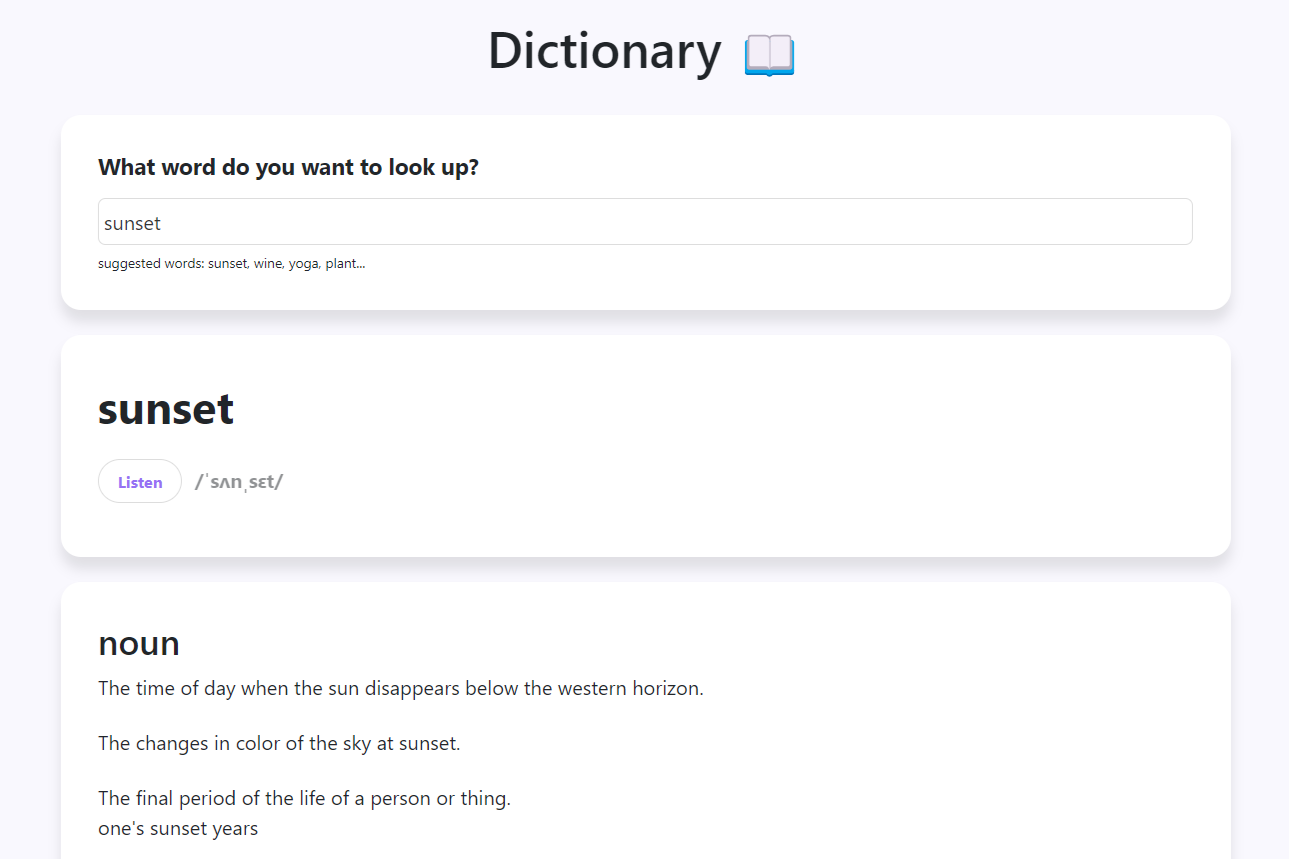 Dictionary 📖
What word do you want to look up?
sunset
suggested words: sunset, wine, yoga, plant...
sunset
Listen /ˈsʌnˌsɛt/
noun
The time of day when the sun disappears below the western horizon.
The changes in color of the sky at sunset.
The final period of the life of a person or thing.
one's sunset years